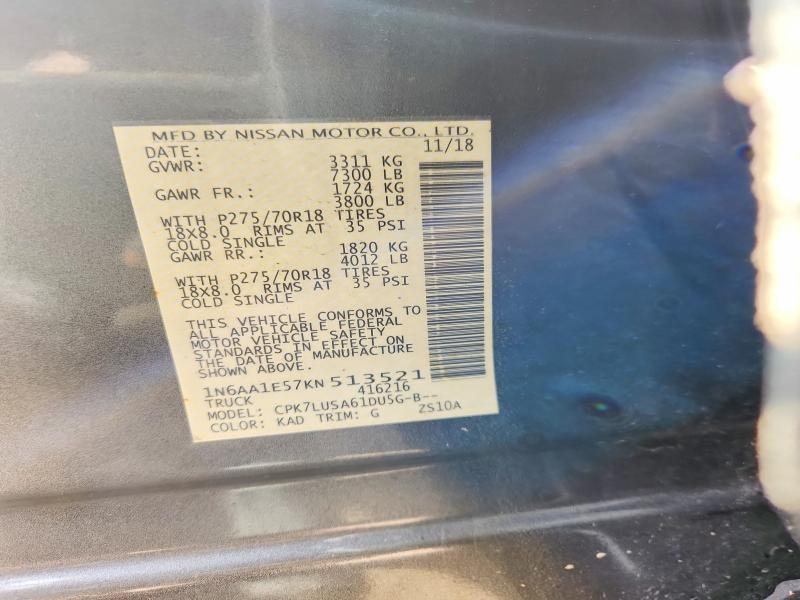 MFD BY NISSAN MOTOR CO., LTD.
DATE: 11/18
GVWR: 3311 KG
7300 LB
GAWR FR.: 1724 KG
3800 LB
WITH P275/70R18 TIRES
18X8.0 RIMS AT 35 PSI
COLD SINGLE
GAWR RR.: 1820 KG
4012 LB
WITH P275/70R18 TIRES
18X8.0 RIMS AT 35 PSI
COLD SINGLE
THIS VEHICLE CONFORMS TO
ALL APPLICABLE FEDERAL
MOTOR VEHICLE SAFETY
STANDARDS IN EFFECT ON
THE DATE OF MANUFACTURE
SHOWN ABOVE.
1N6AA1E57KN513521
TRUCK 416216
MODEL: CPK7LUSA61DU5G-B--
COLOR: KAD TRIM: G ZS10A